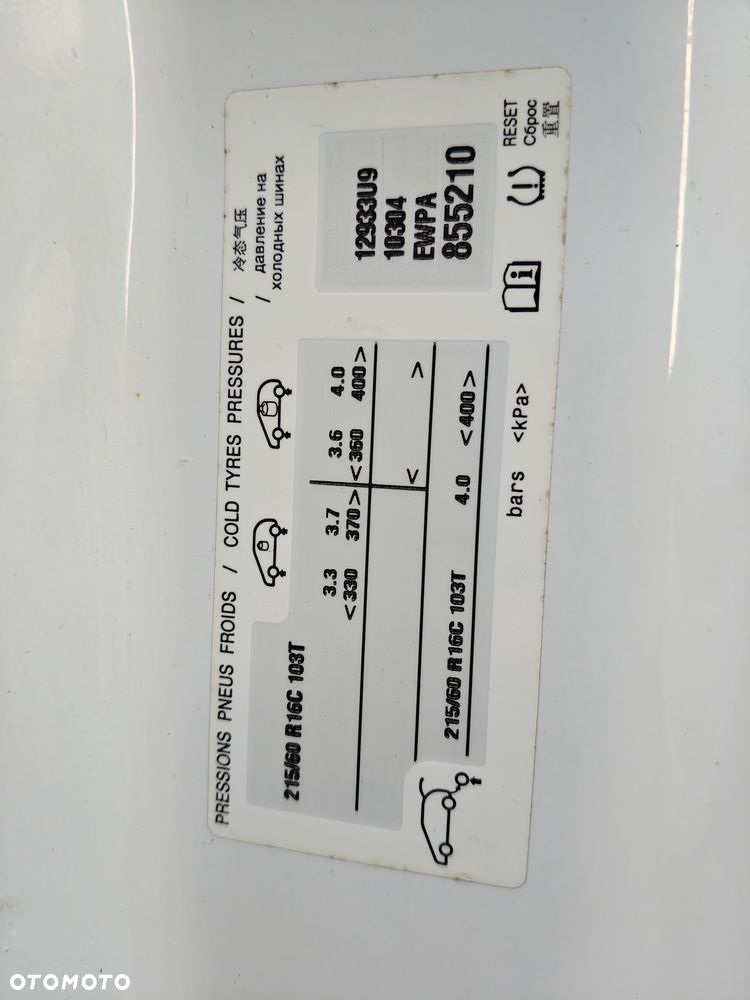 PRESSIONS PNEUS FROIDS / COLD TYRES PRESSURES / 冷态气压
/ давление на
холодных шинах
215/60 R16C 103T
3.3 3.7 3.6 4.0
<330 370> <360 400>
< >
215/60 R16C 103T 4.0 <400>
bars <kPa>
12933U9
10304
EWPA
855210
RESET
Сброс
重置
OTOMOTO